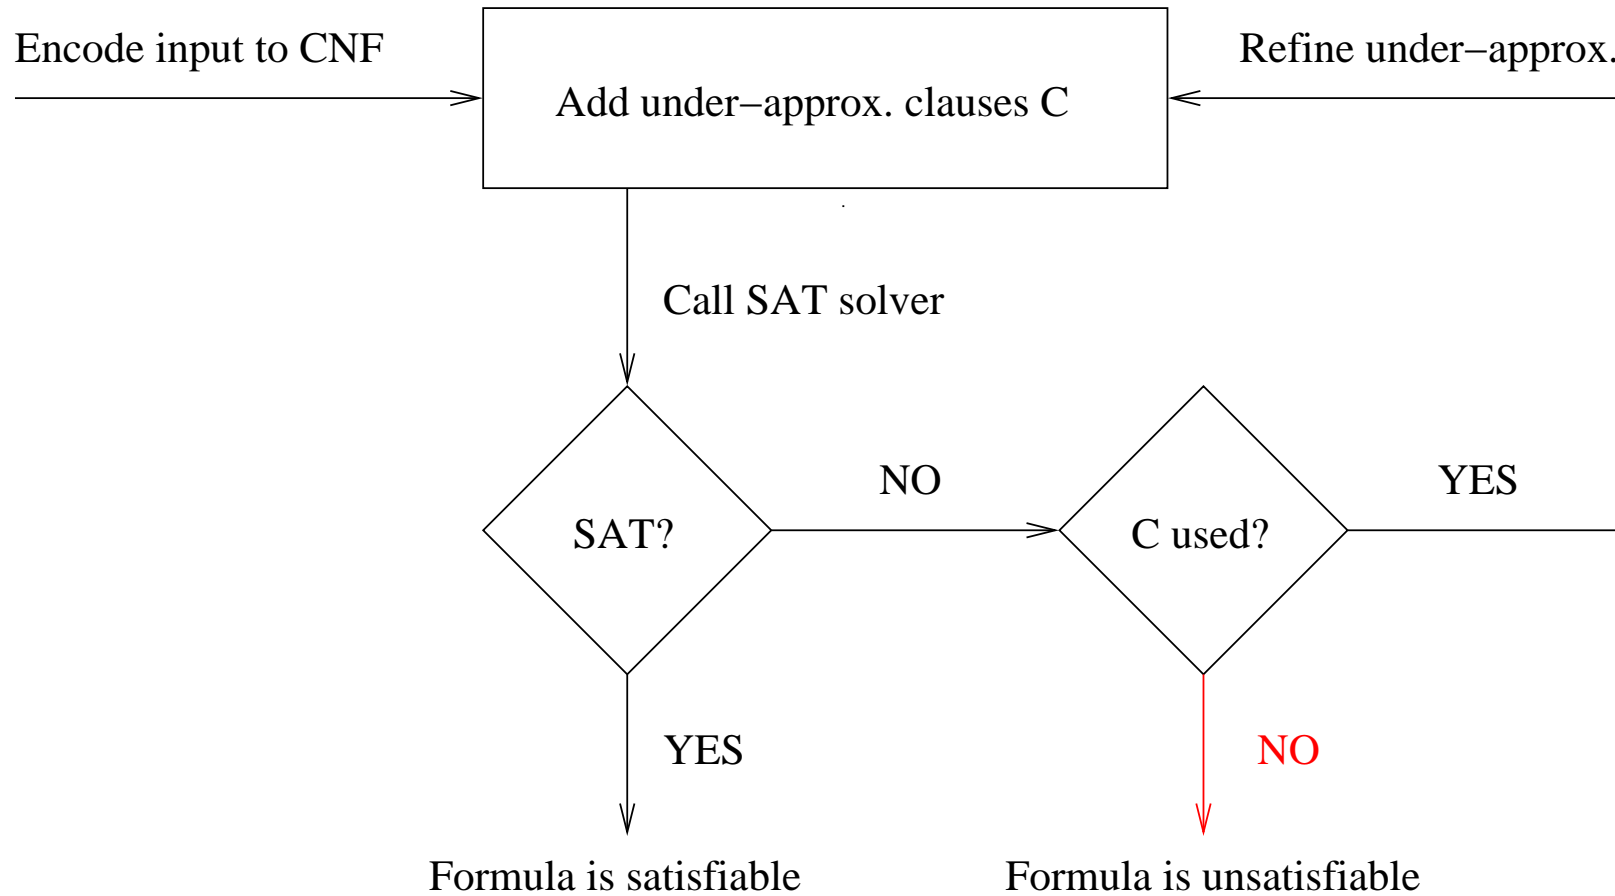 Encode input to CNF
Refine under−approx.
Add under−approx. clauses C
Call SAT solver
NO
YES
SAT?
C used?
YES
NO
Formula is satisfiable
Formula is unsatisfiable